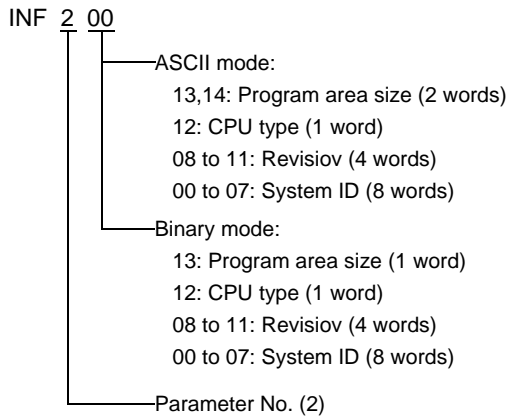 INF 2 00
ASCII mode:
13,14: Program area size (2 words)
12: CPU type (1 word)
08 to 11: Revisiov (4 words)
00 to 07: System ID (8 words)
Binary mode:
13: Program area size (1 word)
12: CPU type (1 word)
08 to 11: Revisiov (4 words)
00 to 07: System ID (8 words)
Parameter No. (2)